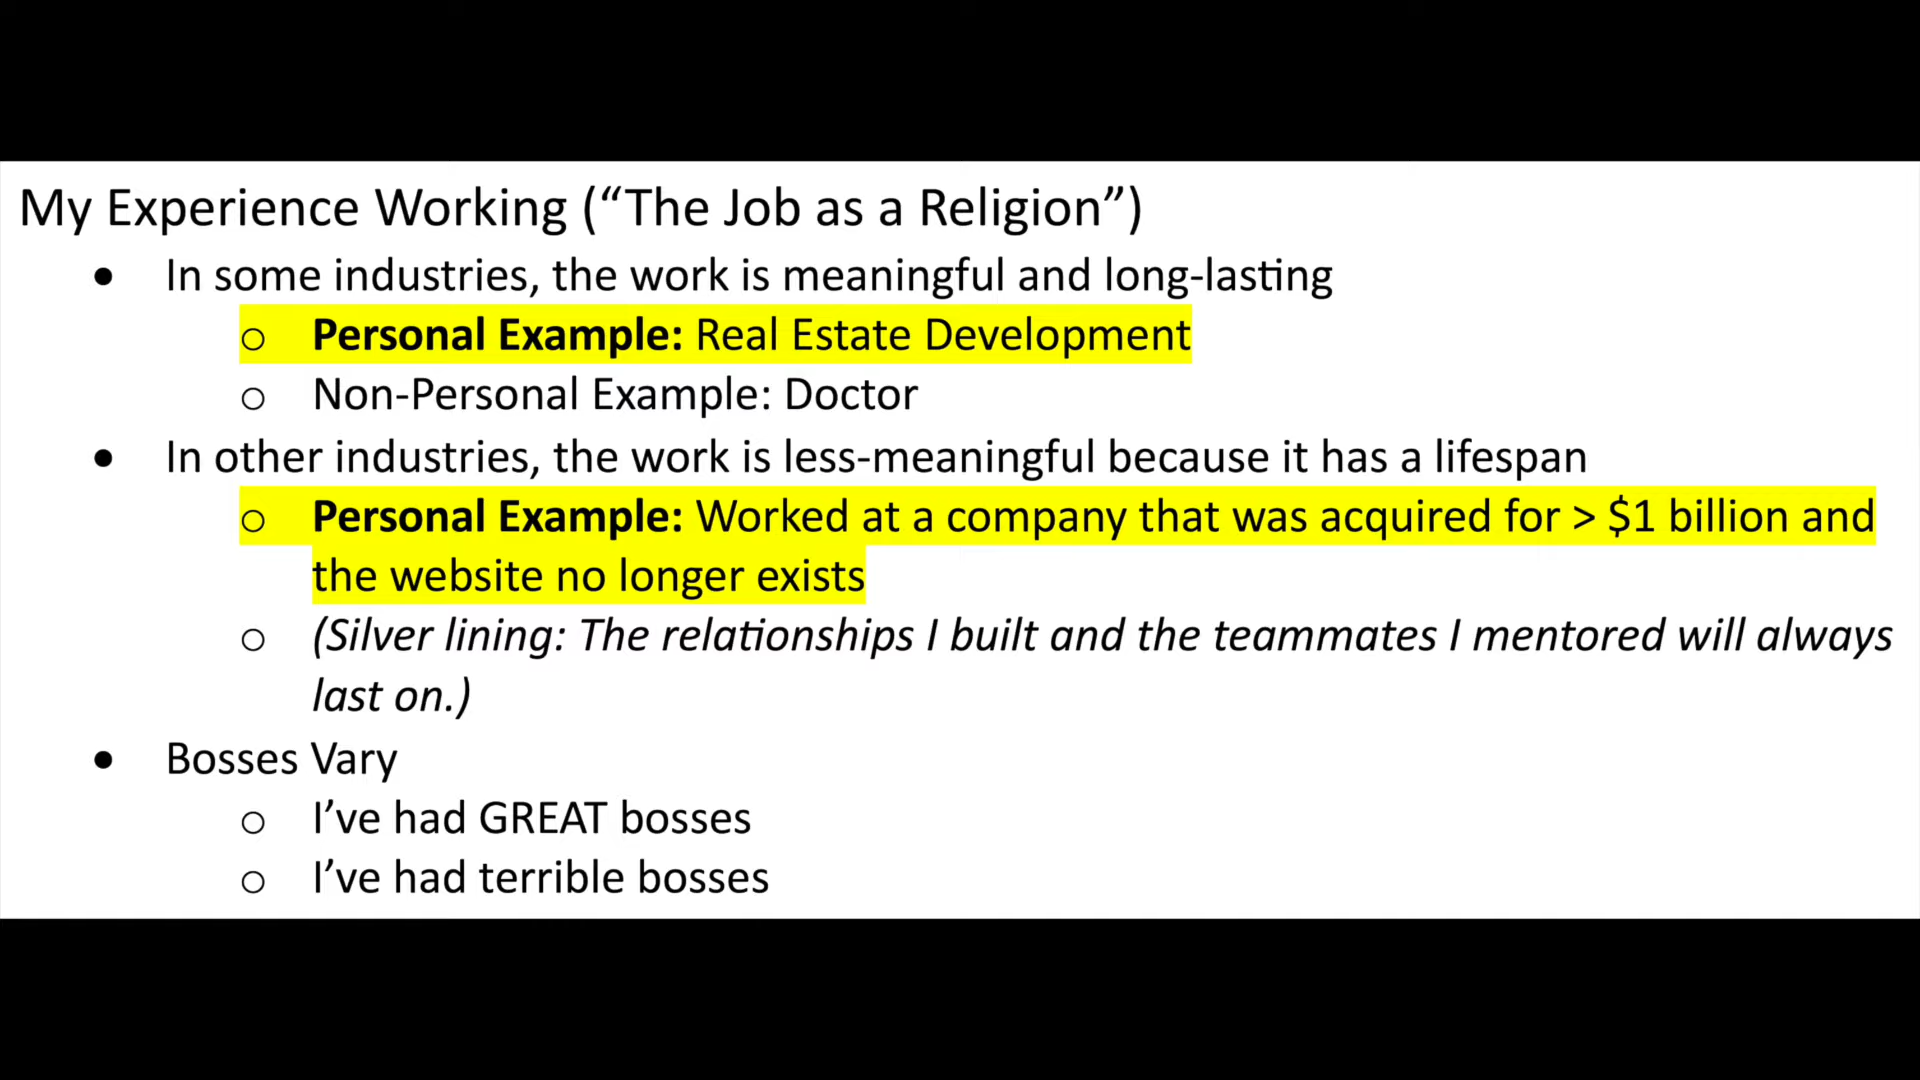 My Experience Working (“The Job as a Religion”)
● In some industries, the work is meaningful and long-lasting
○ Personal Example: Real Estate Development
○ Non-Personal Example: Doctor
● In other industries, the work is less-meaningful because it has a lifespan
○ Personal Example: Worked at a company that was acquired for > $1 billion and
the website no longer exists
○ (Silver lining: The relationships I built and the teammates I mentored will always
last on.)
● Bosses Vary
○ I’ve had GREAT bosses
○ I’ve had terrible bosses